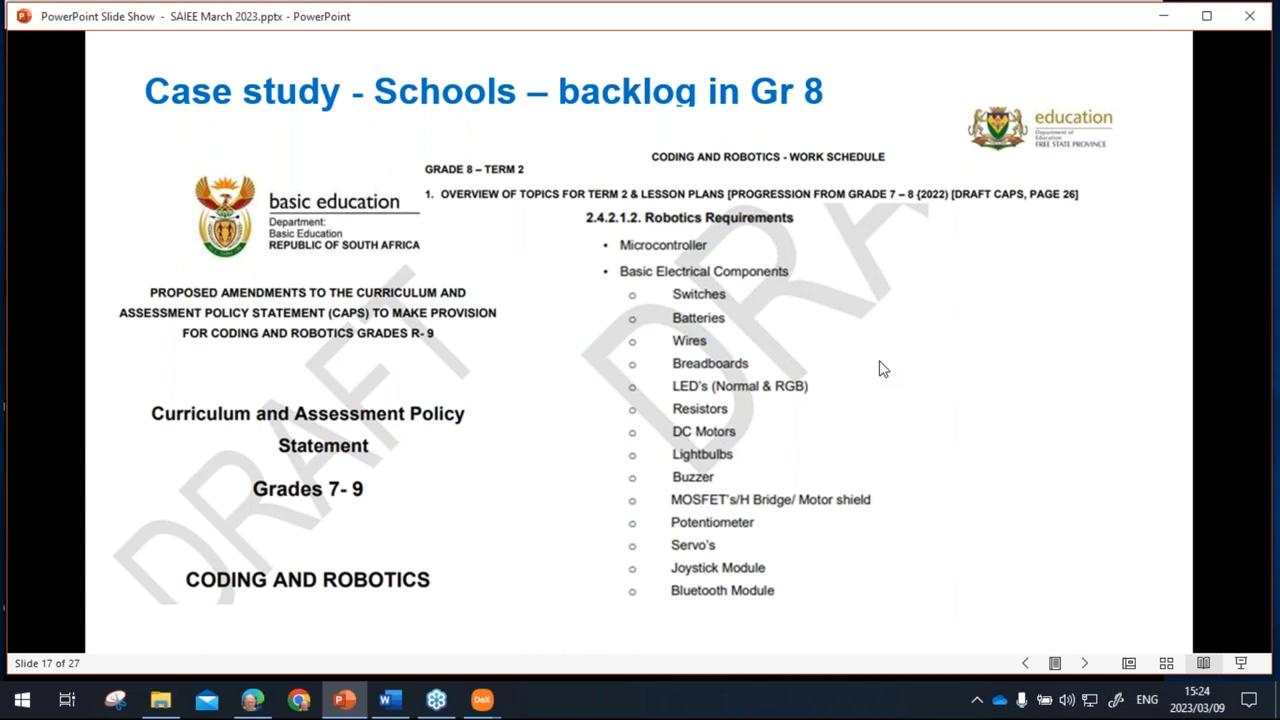 PowerPoint Slide Show - SAIEE March 2023.pptx - PowerPoint
Case study - Schools – backlog in Gr 8
education
Department of
Education
FREE STATE PROVINCE
CODING AND ROBOTICS - WORK SCHEDULE
GRADE 8 – TERM 2
1. OVERVIEW OF TOPICS FOR TERM 2 & LESSON PLANS [PROGRESSION FROM GRADE 7 – 8 {2022) [DRAFT CAPS, PAGE 26]
basic education
Department:
Basic Education
REPUBLIC OF SOUTH AFRICA
PROPOSED AMENDMENTS TO THE CURRICULUM AND
ASSESSMENT POLICY STATEMENT (CAPS) TO MAKE PROVISION
FOR CODING AND ROBOTICS GRADES R- 9
Curriculum and Assessment Policy
Statement
Grades 7- 9
CODING AND ROBOTICS
DRAFT
2.4.2.1.2. Robotics Requirements
• Microcontroller
• Basic Electrical Components
o Switches
o Batteries
o Wires
o Breadboards
o LED's (Normal & RGB)
o Resistors
o DC Motors
o Lightbulbs
o Buzzer
o MOSFET's/H Bridge/ Motor shield
o Potentiometer
o Servo's
o Joystick Module
o Bluetooth Module
DRA
Slide 17 of 27
DeX
ENG
15:24
2023/03/09